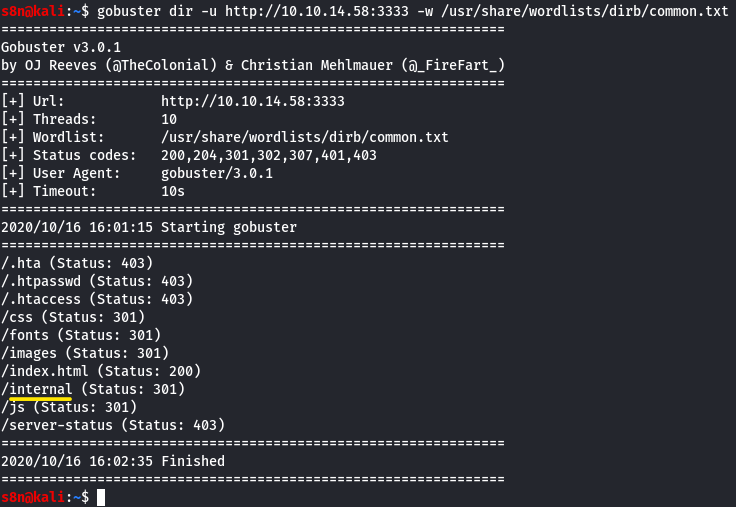 s8n@kali:~$ gobuster dir -u http://10.10.14.58:3333 -w /usr/share/wordlists/dirb/common.txt
===============================================================
Gobuster v3.0.1
by OJ Reeves (@TheColonial) & Christian Mehlmauer (@_FireFart_)
===============================================================
[+] Url:            http://10.10.14.58:3333
[+] Threads:        10
[+] Wordlist:       /usr/share/wordlists/dirb/common.txt
[+] Status codes:   200,204,301,302,307,401,403
[+] User Agent:     gobuster/3.0.1
[+] Timeout:        10s
===============================================================
2020/10/16 16:01:15 Starting gobuster
===============================================================
/.hta (Status: 403)
/.htpasswd (Status: 403)
/.htaccess (Status: 403)
/css (Status: 301)
/fonts (Status: 301)
/images (Status: 301)
/index.html (Status: 200)
/internal (Status: 301)
/js (Status: 301)
/server-status (Status: 403)
===============================================================
2020/10/16 16:02:35 Finished
===============================================================
s8n@kali:~$